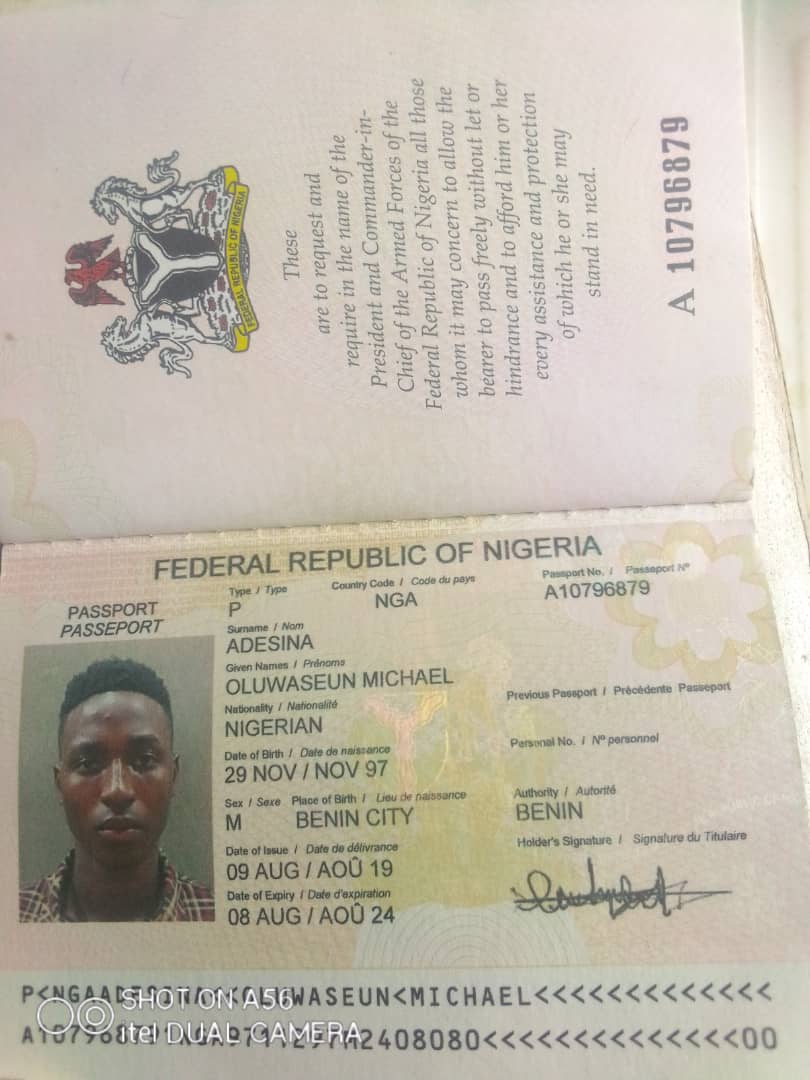 FEDERAL REPUBLIC OF NIGERIA
These
are to request and
require in the name of the
President and Commander-in-
Chief of the Armed Forces of the
Federal Republic of Nigeria all those
whom it may concern to allow the
bearer to pass freely without let or
hindrance and to afford him or her
every assistance and protection
of which he or she may
stand in need.
A 10796879
FEDERAL REPUBLIC OF NIGERIA
PASSPORT
PASSEPORT
Type / Type
Country Code / Code du pays
Passport No. / Passeport N°
P
NGA
A10796879
Surname / Nom
ADESINA
Given Names / Prénoms
OLUWASEUN MICHAEL
Nationality / Nationalité
Previous Passport / Précédente Passeport
NIGERIAN
Personal No. / N° personnel
Date of Birth / Date de naissance
29 NOV / NOV 97
Sex / Sexe Place of Birth / Lieu de naissance
Authority / Autorité
M BENIN CITY
BENIN
Date of Issue / Date de délivrance
Holder's Signature / Signature du Titulaire
09 AUG / AOÛ 19
Date of Expiry / Date d'expiration
08 AUG / AOÛ 24
WASEUN<MICHAEL<<<<<<<<<<<<<
SHOT ON A56
itel DUAL CAMERA
2408080<<<<<<<<<<<<<<00